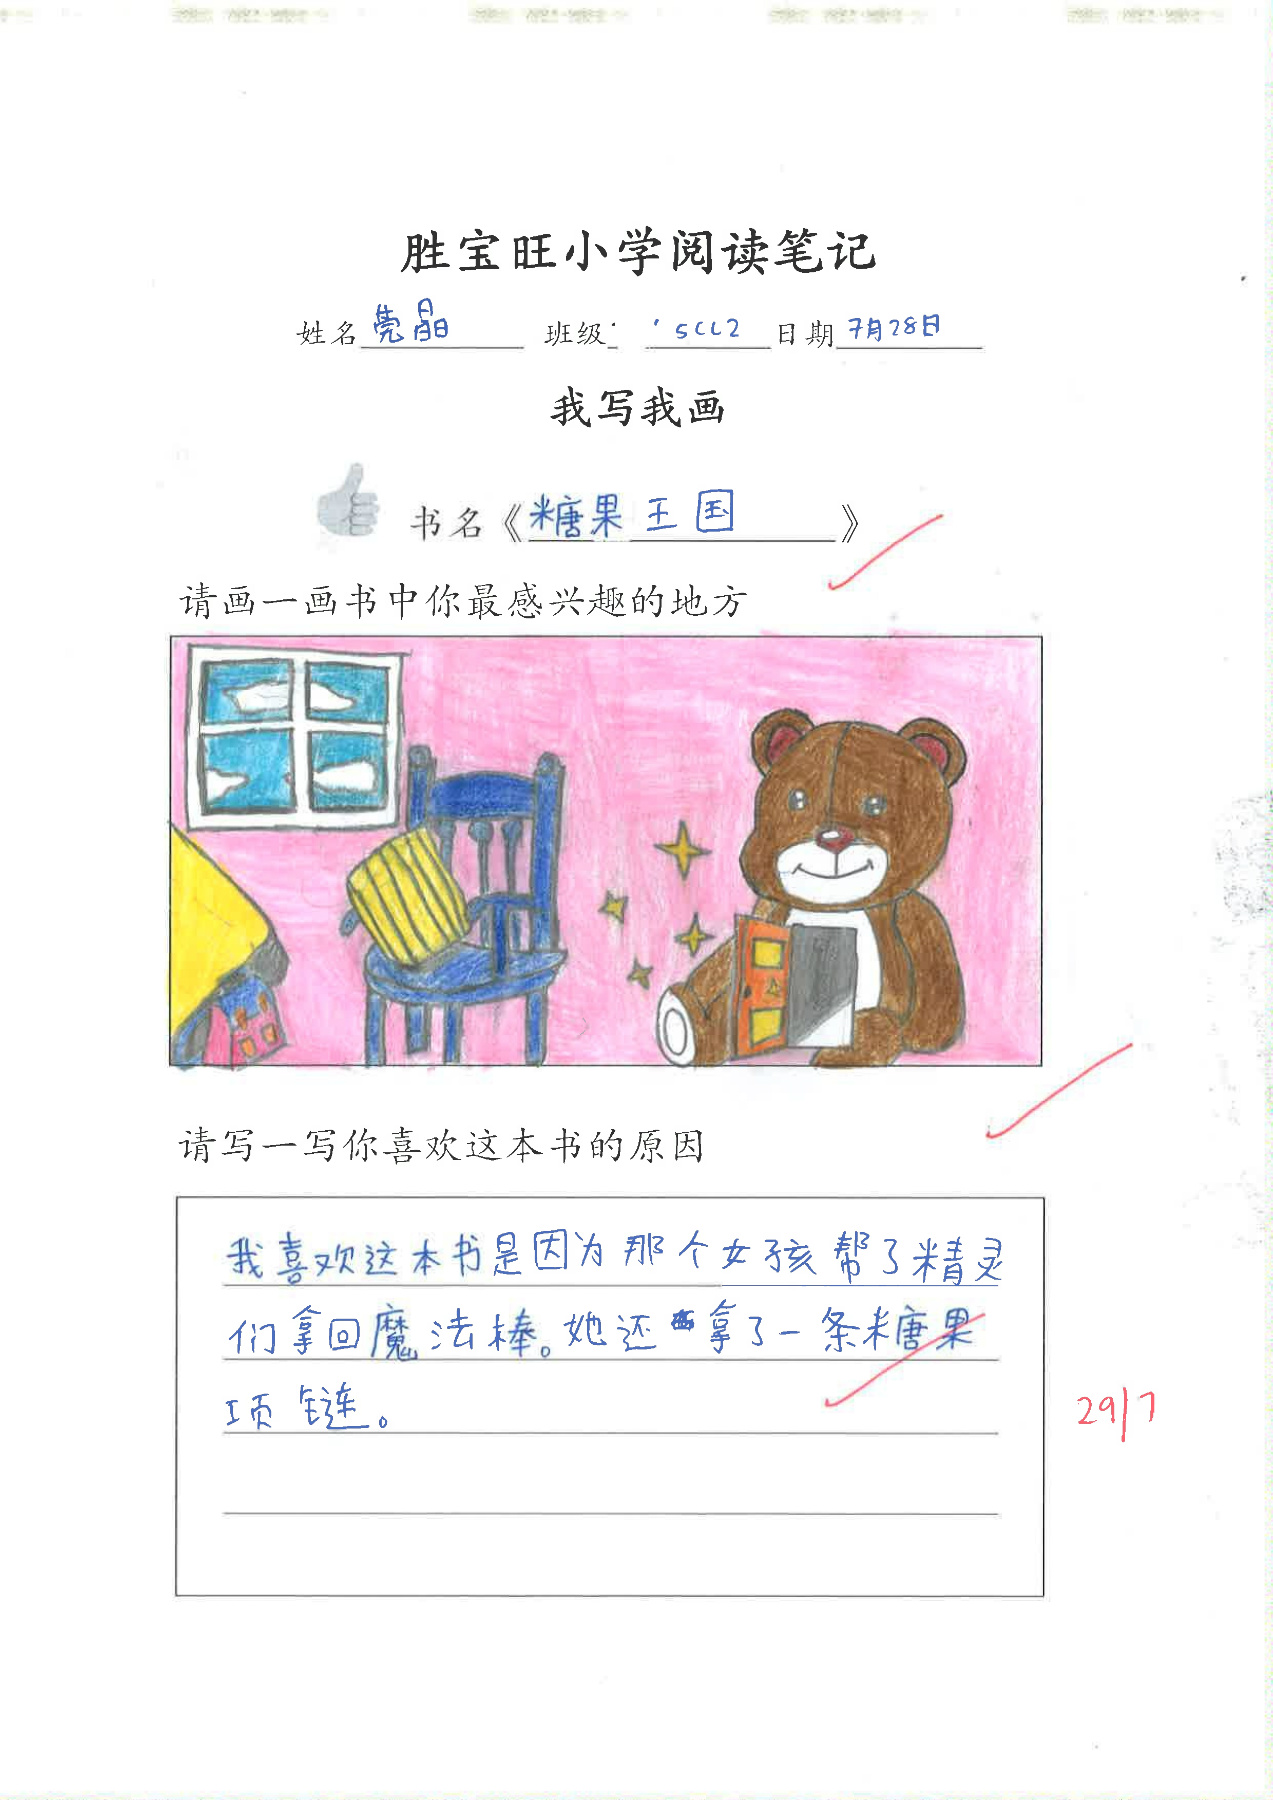 胜宝旺小学阅读笔记
姓名 莞晶 班级 5CL2 日期 7月28日
我写我画
书名《糖果王国》
请画一画书中你最感兴趣的地方
请写一写你喜欢这本书的原因
我喜欢这本书是因为那个女孩帮了精灵
们拿回魔法棒。她还拿了一条糖果
项链。
29/7